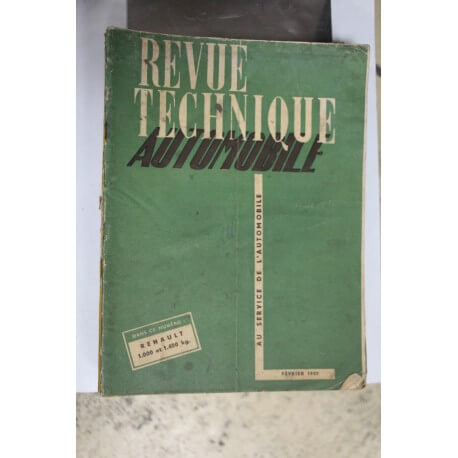 REVUE
TECHNIQUE
AUTOMOBILE
AU SERVICE DE L'AUTOMOBILE
DANS CE NUMÉRO :
RENAULT
1.000 et 1.400 kg.
FÉVRIER